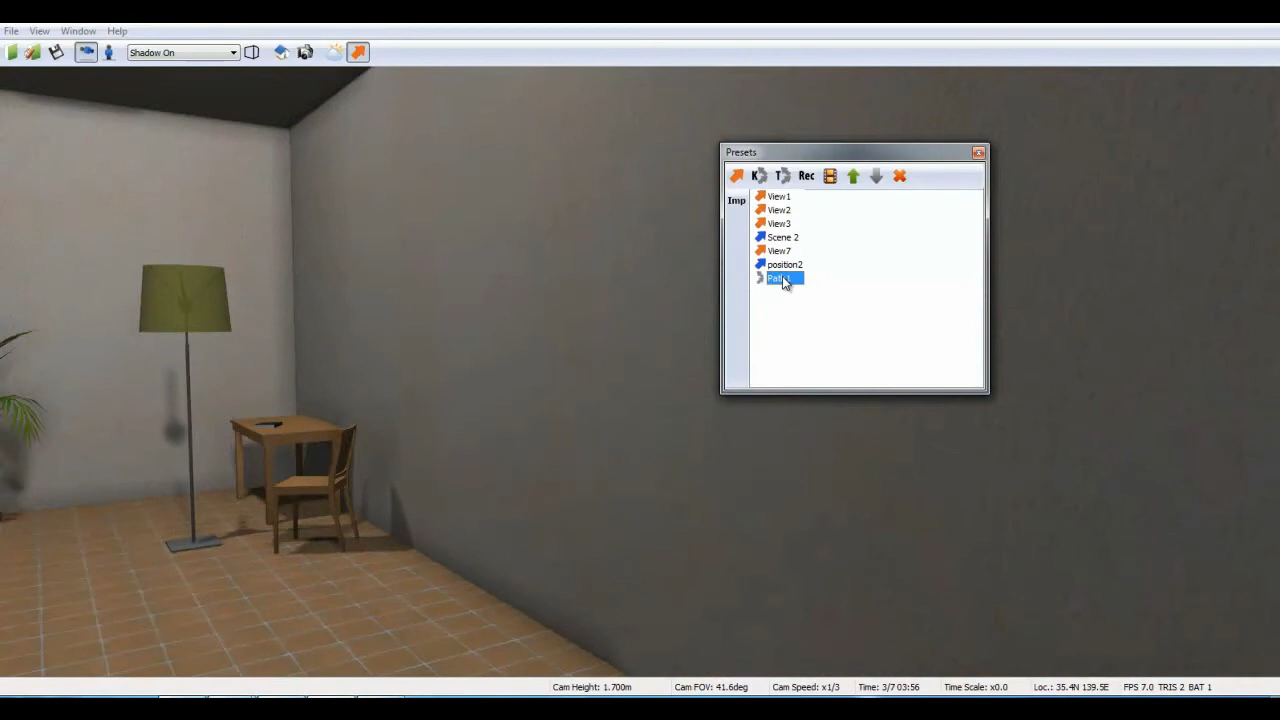 File View Window Help
Shadow On
Presets
K T Rec
Imp
View1
View2
View3
Scene 2
View7
position2
Cam Height: 1.700m Cam FOV: 41.6deg Cam Speed: x1/3 Time: 3/7 03:56 Time Scale: x0.0 Loc.: 35.4N 139.5E FPS 7.0 TRIS 2 BAT 1